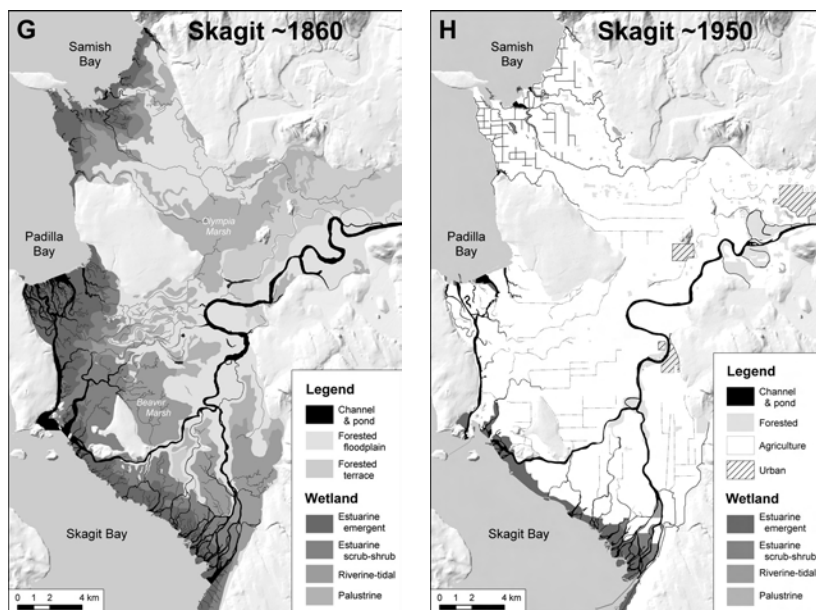 G
Skagit ~1860
Samish
Bay
Olympia
Marsh
Padilla
Bay
Beaver
Marsh
Skagit Bay
0 1 2 4 km
Legend
Channel
& pond
Forested
floodplain
Forested
terrace
Wetland
Estuarine
emergent
Estuarine
scrub-shrub
Riverine-tidal
Palustrine
H
Skagit ~1950
Samish
Bay
Padilla
Bay
Skagit Bay
0 1 2 4 km
Legend
Channel
& pond
Forested
Agriculture
Urban
Wetland
Estuarine
emergent
Estuarine
scrub-shrub
Riverine-tidal
Palustrine